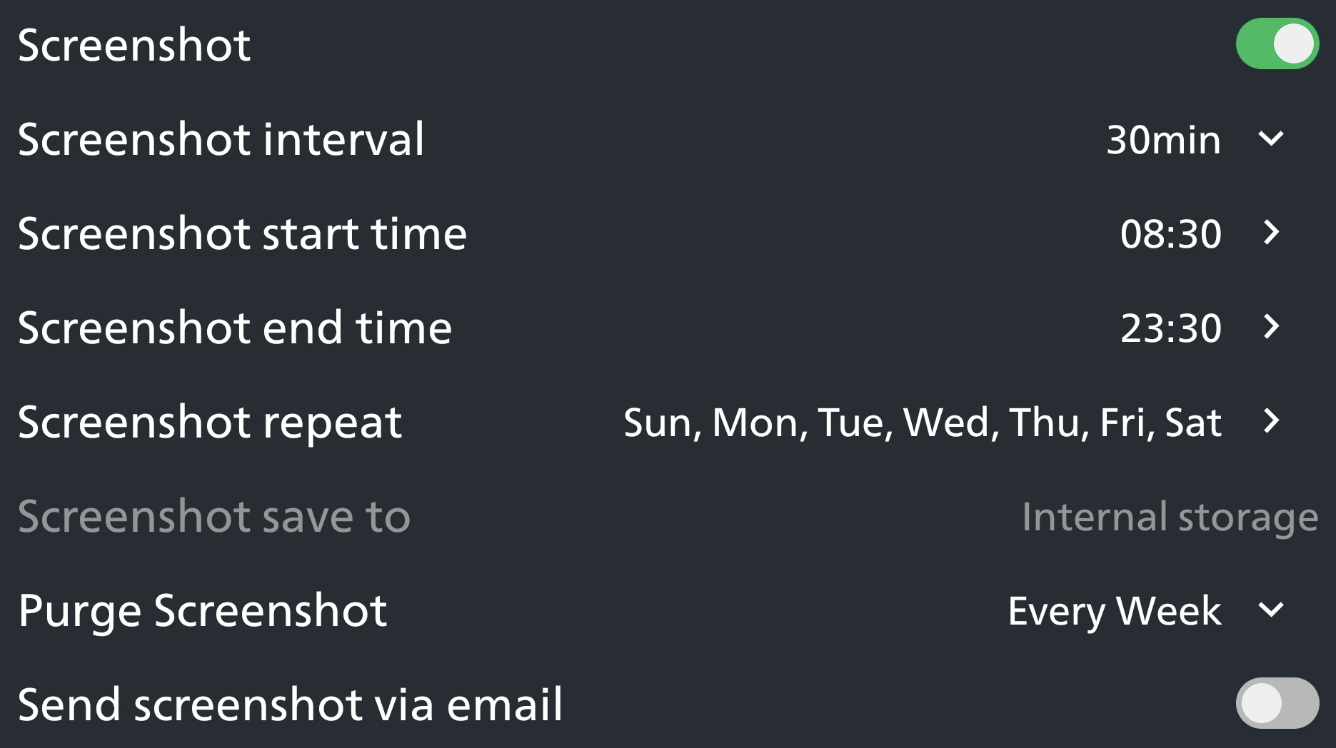 Screenshot
Screenshot interval 30min
Screenshot start time 08:30
Screenshot end time 23:30
Screenshot repeat Sun, Mon, Tue, Wed, Thu, Fri, Sat
Screenshot save to Internal storage
Purge Screenshot Every Week
Send screenshot via email